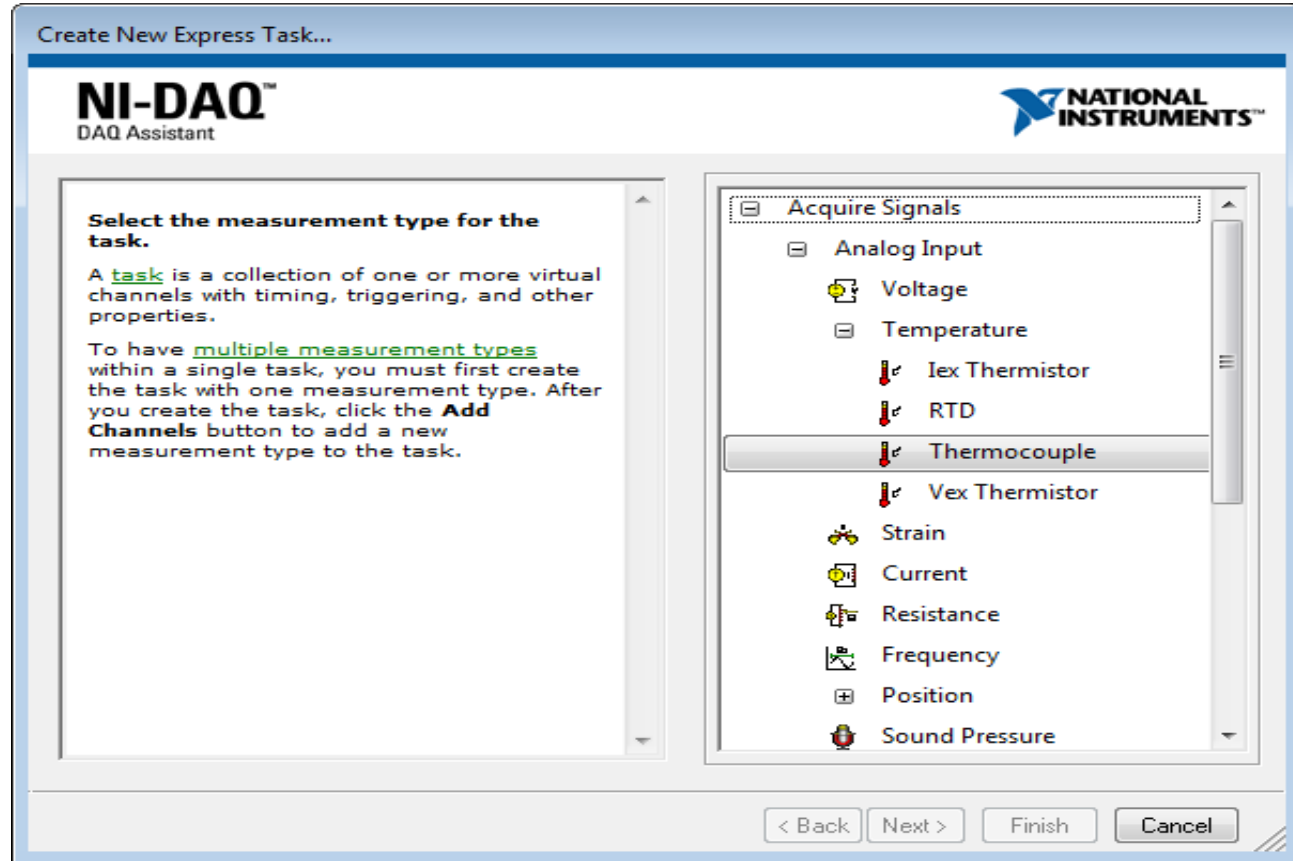 Create New Express Task...
NI-DAQ™
DAQ Assistant
NATIONAL
INSTRUMENTS™
Select the measurement type for the
task.
A task is a collection of one or more virtual
channels with timing, triggering, and other
properties.
To have multiple measurement types
within a single task, you must first create
the task with one measurement type. After
you create the task, click the Add
Channels button to add a new
measurement type to the task.
Acquire Signals
Analog Input
Voltage
Temperature
Iex Thermistor
RTD
Thermocouple
Vex Thermistor
Strain
Current
Resistance
Frequency
Position
Sound Pressure
< Back Next > Finish Cancel